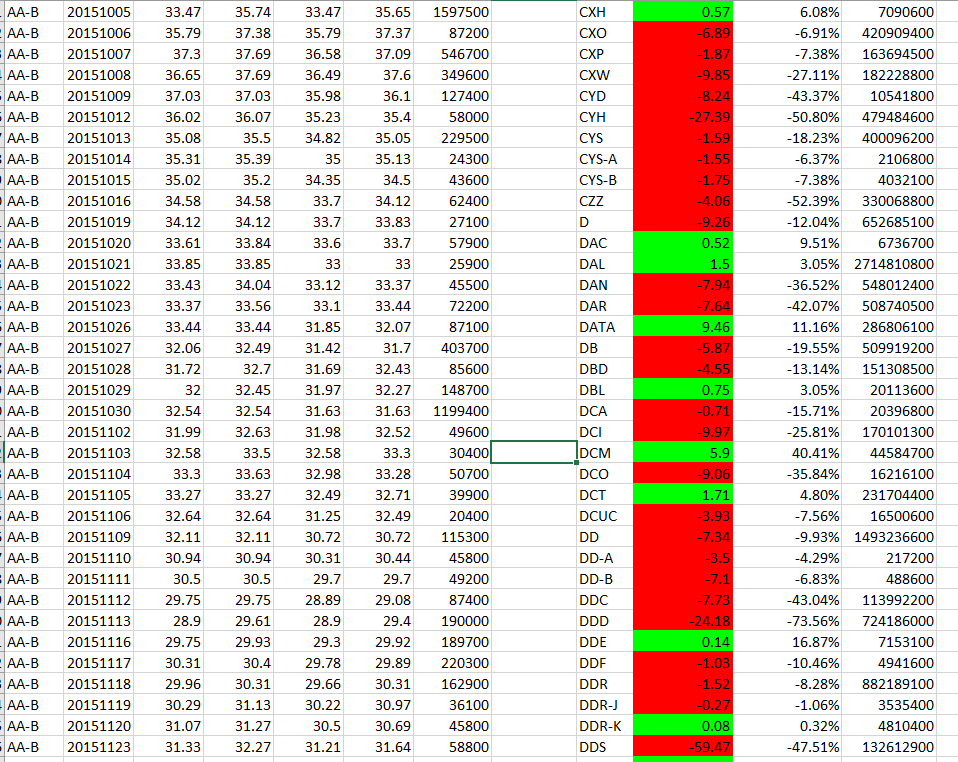 AA-B 20151005 33.47 35.74 33.47 35.65 1597500 CXH 0.57 6.08% 7090600
AA-B 20151006 35.79 37.38 35.79 37.37 87200 CXO -6.89 -6.91% 420909400
AA-B 20151007 37.3 37.69 36.58 37.09 546700 CXP -1.87 -7.38% 163694500
AA-B 20151008 36.65 37.69 36.49 37.6 349600 CXW -9.85 -27.11% 182228800
AA-B 20151009 37.03 37.03 35.98 36.1 127400 CYD -8.24 -43.37% 10541800
AA-B 20151012 36.02 36.07 35.23 35.4 58000 CYH -27.39 -50.80% 479484600
AA-B 20151013 35.08 35.5 34.82 35.05 229500 CYS -1.59 -18.23% 400096200
AA-B 20151014 35.31 35.39 35 35.13 24300 CYS-A -1.55 -6.37% 2106800
AA-B 20151015 35.02 35.2 34.35 34.5 43600 CYS-B -1.75 -7.38% 4032100
AA-B 20151016 34.58 34.58 33.7 34.12 62400 CZZ -4.06 -52.39% 330068800
AA-B 20151019 34.12 34.12 33.7 33.83 27100 D -9.26 -12.04% 652685100
AA-B 20151020 33.61 33.84 33.6 33.7 57900 DAC 0.52 9.51% 6736700
AA-B 20151021 33.85 33.85 33 33 25900 DAL 1.5 3.05% 2714810800
AA-B 20151022 33.43 34.04 33.12 33.37 45500 DAN -7.94 -36.52% 548012400
AA-B 20151023 33.37 33.56 33.1 33.44 72200 DAR -7.64 -42.07% 508740500
AA-B 20151026 33.44 33.44 31.85 32.07 87100 DATA 9.46 11.16% 286806100
AA-B 20151027 32.06 32.49 31.42 31.7 403700 DB -5.87 -19.55% 509919200
AA-B 20151028 31.72 32.7 31.69 32.43 85600 DBD -4.55 -13.14% 151308500
AA-B 20151029 32 32.45 31.97 32.27 148700 DBL 0.75 3.05% 20113600
AA-B 20151030 32.54 32.54 31.63 31.63 1199400 DCA -0.71 -15.71% 20396800
AA-B 20151102 31.99 32.63 31.98 32.52 49600 DCI -9.97 -25.81% 170101300
AA-B 20151103 32.58 33.5 32.58 33.3 30400 DCM 5.9 40.41% 44584700
AA-B 20151104 33.3 33.63 32.98 33.28 50700 DCO -9.06 -35.84% 16216100
AA-B 20151105 33.27 33.27 32.49 32.71 39900 DCT 1.71 4.80% 231704400
AA-B 20151106 32.64 32.64 31.25 32.49 20400 DCUC -3.93 -7.56% 16500600
AA-B 20151109 32.11 32.11 30.72 30.72 115300 DD -7.34 -9.93% 1493236600
AA-B 20151110 30.94 30.94 30.31 30.44 45800 DD-A -3.5 -4.29% 217200
AA-B 20151111 30.5 30.5 29.7 29.7 49200 DD-B -7.1 -6.83% 488600
AA-B 20151112 29.75 29.75 28.89 29.08 87400 DDC -7.73 -43.04% 113992200
AA-B 20151113 28.9 29.61 28.9 29.4 190000 DDD -24.18 -73.56% 724186000
AA-B 20151116 29.75 29.93 29.3 29.92 189700 DDE 0.14 16.87% 7153100
AA-B 20151117 30.31 30.4 29.78 29.89 220300 DDF -1.03 -10.46% 4941600
AA-B 20151118 29.96 30.31 29.66 30.31 162900 DDR -1.52 -8.28% 882189100
AA-B 20151119 30.29 31.13 30.22 30.97 36100 DDR-J -0.27 -1.06% 3535400
AA-B 20151120 31.07 31.27 30.5 30.69 45800 DDR-K 0.08 0.32% 4810400
AA-B 20151123 31.33 32.27 31.21 31.64 58800 DDS -59.47 -47.51% 132612900